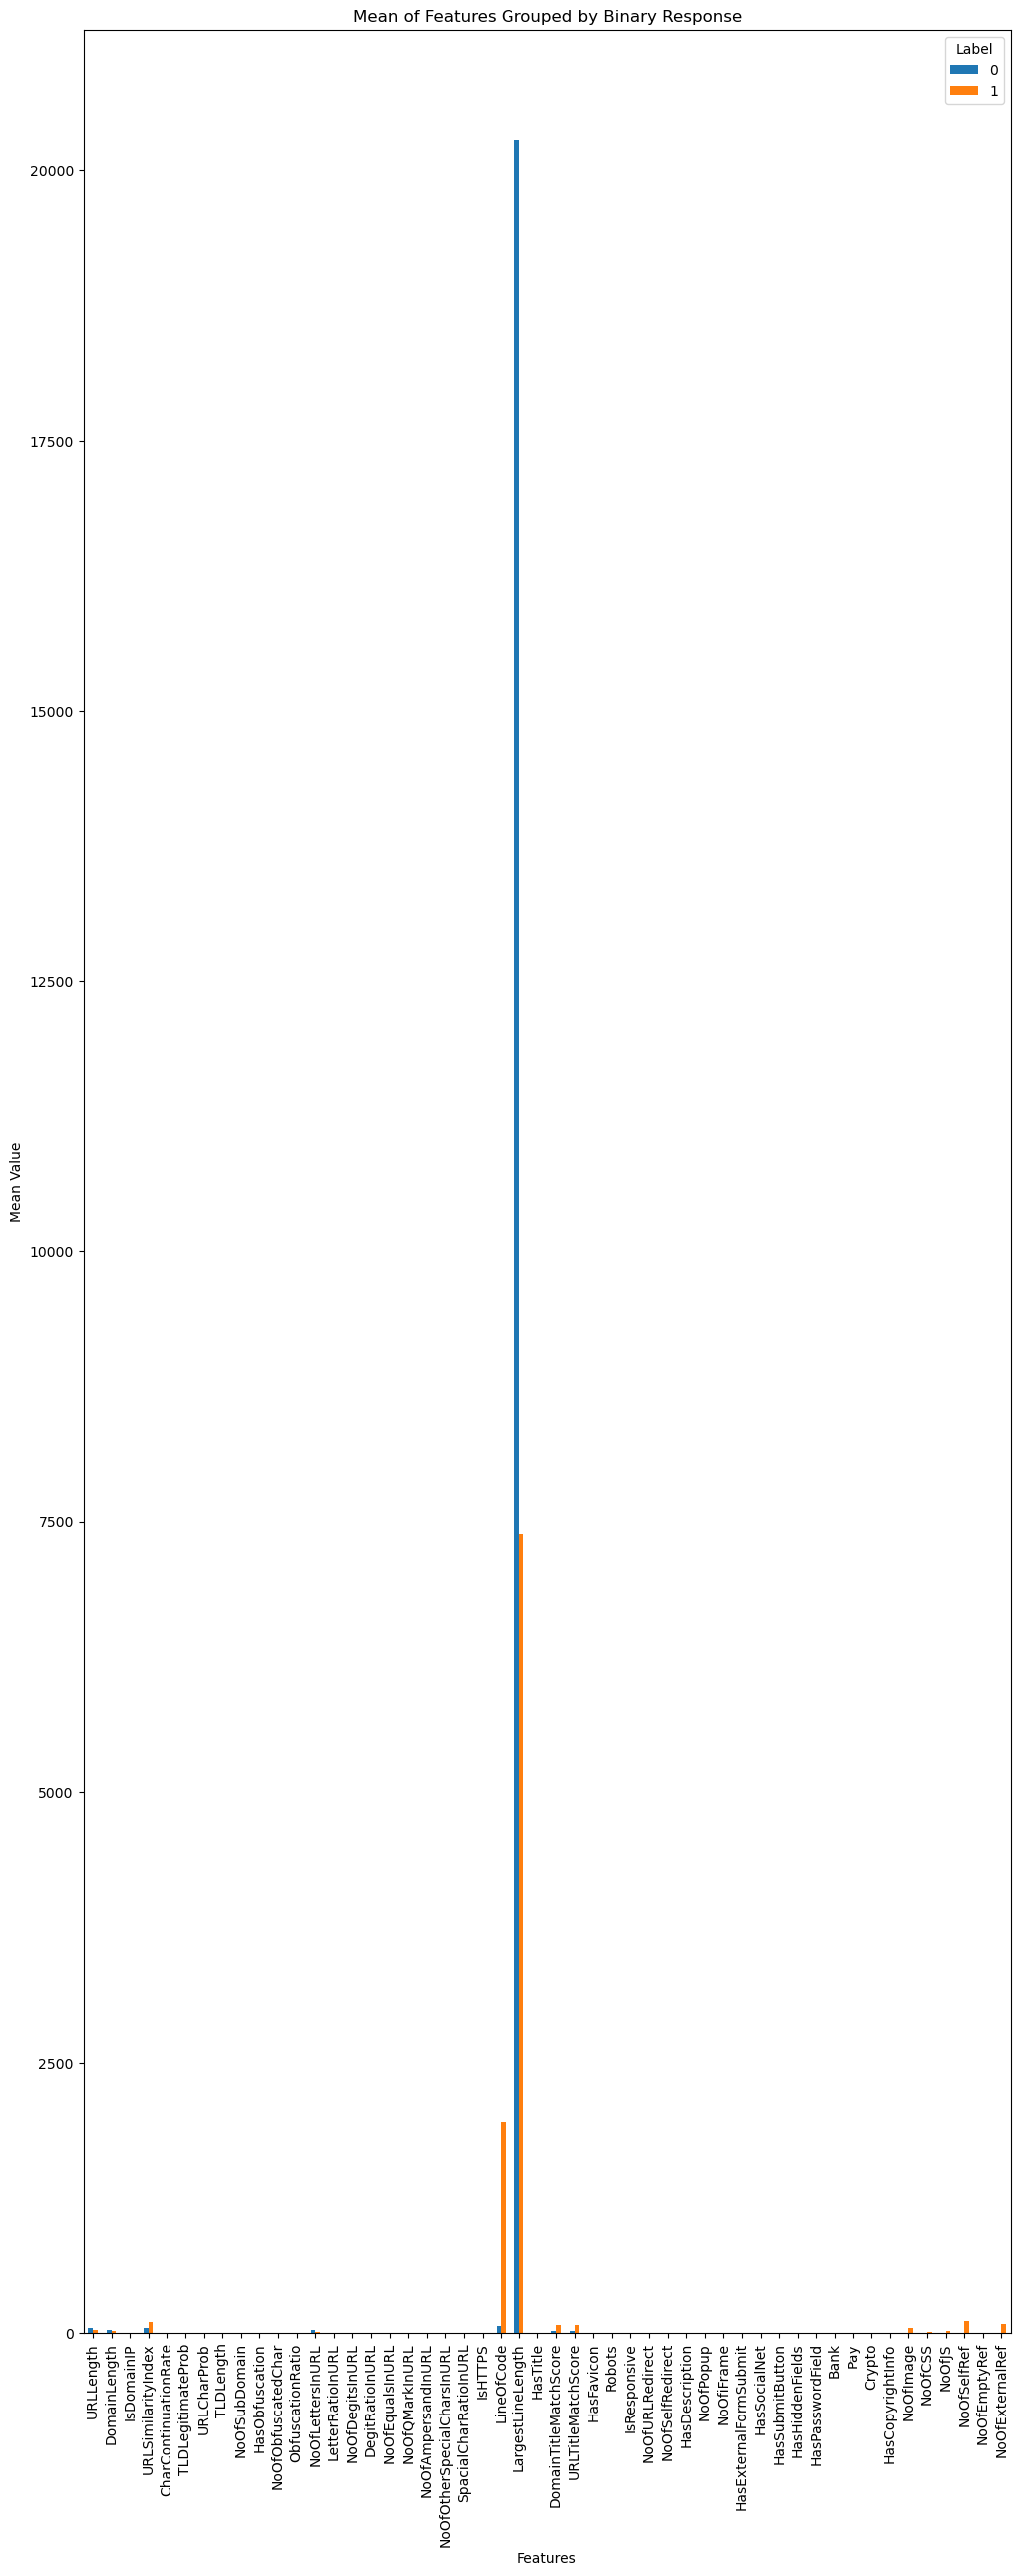 Mean of Features Grouped by Binary Response
Label
0
1
20000
17500
15000
12500
10000
7500
5000
2500
0
Mean Value
URLLength
DomainLength
IsDomainIP
URLSimilarityIndex
CharContinuationRate
TLDLegitimateProb
URLCharProb
TLDLength
NoOfSubDomain
HasObfuscation
NoOfObfuscatedChar
ObfuscationRatio
NoOfLettersInURL
LetterRatioInURL
NoOfDegitsInURL
DegitRatioInURL
NoOfEqualsInURL
NoOfQMarkInURL
NoOfAmpersandInURL
NoOfOtherSpecialCharsInURL
SpacialCharRatioInURL
IsHTTPS
LineOfCode
LargestLineLength
HasTitle
DomainTitleMatchScore
URLTitleMatchScore
HasFavicon
Robots
IsResponsive
NoOfURLRedirect
NoOfSelfRedirect
HasDescription
NoOfPopup
NoOfiFrame
HasExternalFormSubmit
HasSocialNet
HasSubmitButton
HasHiddenFields
HasPasswordField
Bank
Pay
Crypto
HasCopyrightInfo
NoOfImage
NoOfCSS
NoOfJS
NoOfSelfRef
NoOfEmptyRef
NoOfExternalRef
Features